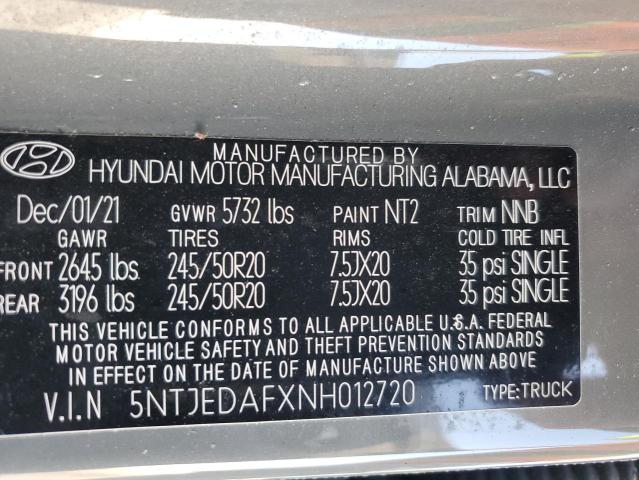 MANUFACTURED BY
HYUNDAI MOTOR MANUFACTURING ALABAMA, LLC
Dec/01/21 GVWR 5732 lbs PAINT NT2 TRIM NNB
GAWR TIRES RIMS COLD TIRE INFL
FRONT 2645 lbs 245/50R20 7.5JX20 35 psi SINGLE
REAR 3196 lbs 245/50R20 7.5JX20 35 psi SINGLE
THIS VEHICLE CONFORMS TO ALL APPLICABLE U.S.A. FEDERAL
MOTOR VEHICLE SAFETY AND THEFT PREVENTION STANDARDS
IN EFFECT ON THE DATE OF MANUFACTURE SHOWN ABOVE.
V.I.N 5NTJEDAFXNH012720 TYPE:TRUCK